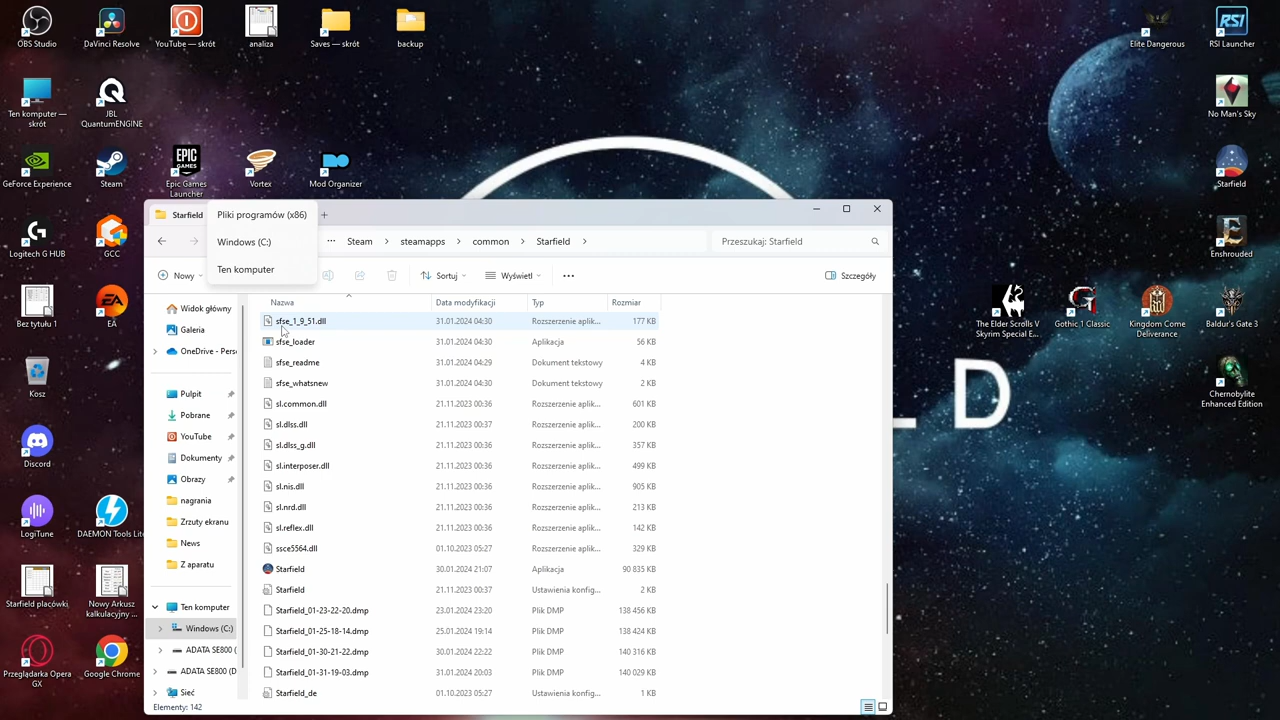 OBS Studio
DaVinci Resolve
YouTube — skrót
analiza
Saves — skrót
backup
Elite Dangerous
RSI
RSI Launcher
Ten komputer —
skrót
JBL
QuantumENGINE
No Man's Sky
GeForce Experience
Steam
EPIC
GAMES
Epic Games
Launcher
Vortex
Mod Organizer
Starfield
Starfield
Pliki programów (x86)
Windows (C:)
Ten komputer
Steam
steamapps
common
Starfield
Przeszukaj: Starfield
Logitech G HUB
GCC
Enshrouded
Nowy
Sortuj
Wyświetl
Szczegóły
Nazwa
Data modyfikacji
Typ
Rozmiar
Widok główny
Galeria
OneDrive - Pers
Pulpit
Pobrane
YouTube
Dokumenty
Obrazy
nagrania
Zrzuty ekranu
News
Z aparatu
Ten komputer
Windows (C:)
ADATA SE800 (
ADATA SE800 (D
Sieć
sfse_1_9_51.dll 31.01.2024 04:30 Rozszerzenie aplik... 177 KB
sfse_loader 31.01.2024 04:30 Aplikacja 56 KB
sfse_readme 31.01.2024 04:29 Dokument tekstowy 4 KB
sfse_whatsnew 31.01.2024 04:30 Dokument tekstowy 2 KB
sl.common.dll 21.11.2023 00:36 Rozszerzenie aplik... 601 KB
sl.dlss.dll 21.11.2023 00:37 Rozszerzenie aplik... 200 KB
sl.dlss_g.dll 21.11.2023 00:36 Rozszerzenie aplik... 357 KB
sl.interposer.dll 21.11.2023 00:36 Rozszerzenie aplik... 499 KB
sl.nis.dll 21.11.2023 00:36 Rozszerzenie aplik... 905 KB
sl.nrd.dll 21.11.2023 00:36 Rozszerzenie aplik... 213 KB
sl.reflex.dll 21.11.2023 00:36 Rozszerzenie aplik... 142 KB
ssce5564.dll 01.10.2023 05:27 Rozszerzenie aplik... 329 KB
Starfield 30.01.2024 21:07 Aplikacja 90 835 KB
Starfield 21.11.2023 00:37 Ustawienia konfig... 2 KB
Starfield_01-23-22-20.dmp 23.01.2024 23:20 Plik DMP 138 456 KB
Starfield_01-25-18-14.dmp 25.01.2024 19:14 Plik DMP 138 424 KB
Starfield_01-30-21-22.dmp 30.01.2024 22:22 Plik DMP 140 316 KB
Starfield_01-31-19-03.dmp 31.01.2024 20:03 Plik DMP 142 272 KB
Starfield_de 01.10.2023 05:27 Ustawienia konfig... 1 KB
Elementy: 142
Bez tytułu 1
EA
The Elder Scrolls V
Skyrim Special E...
Gothic 1 Classic
Kingdom Come
Deliverance
Baldur's Gate 3
Kosz
L D
Chernobylite
Enhanced Edition
Discord
LogiTune
DAEMON Tools Lite
Starfield placówki
Nowy Arkusz
kalkulacyjny ...
Przeglądarka Opera
GX
Google Chrome